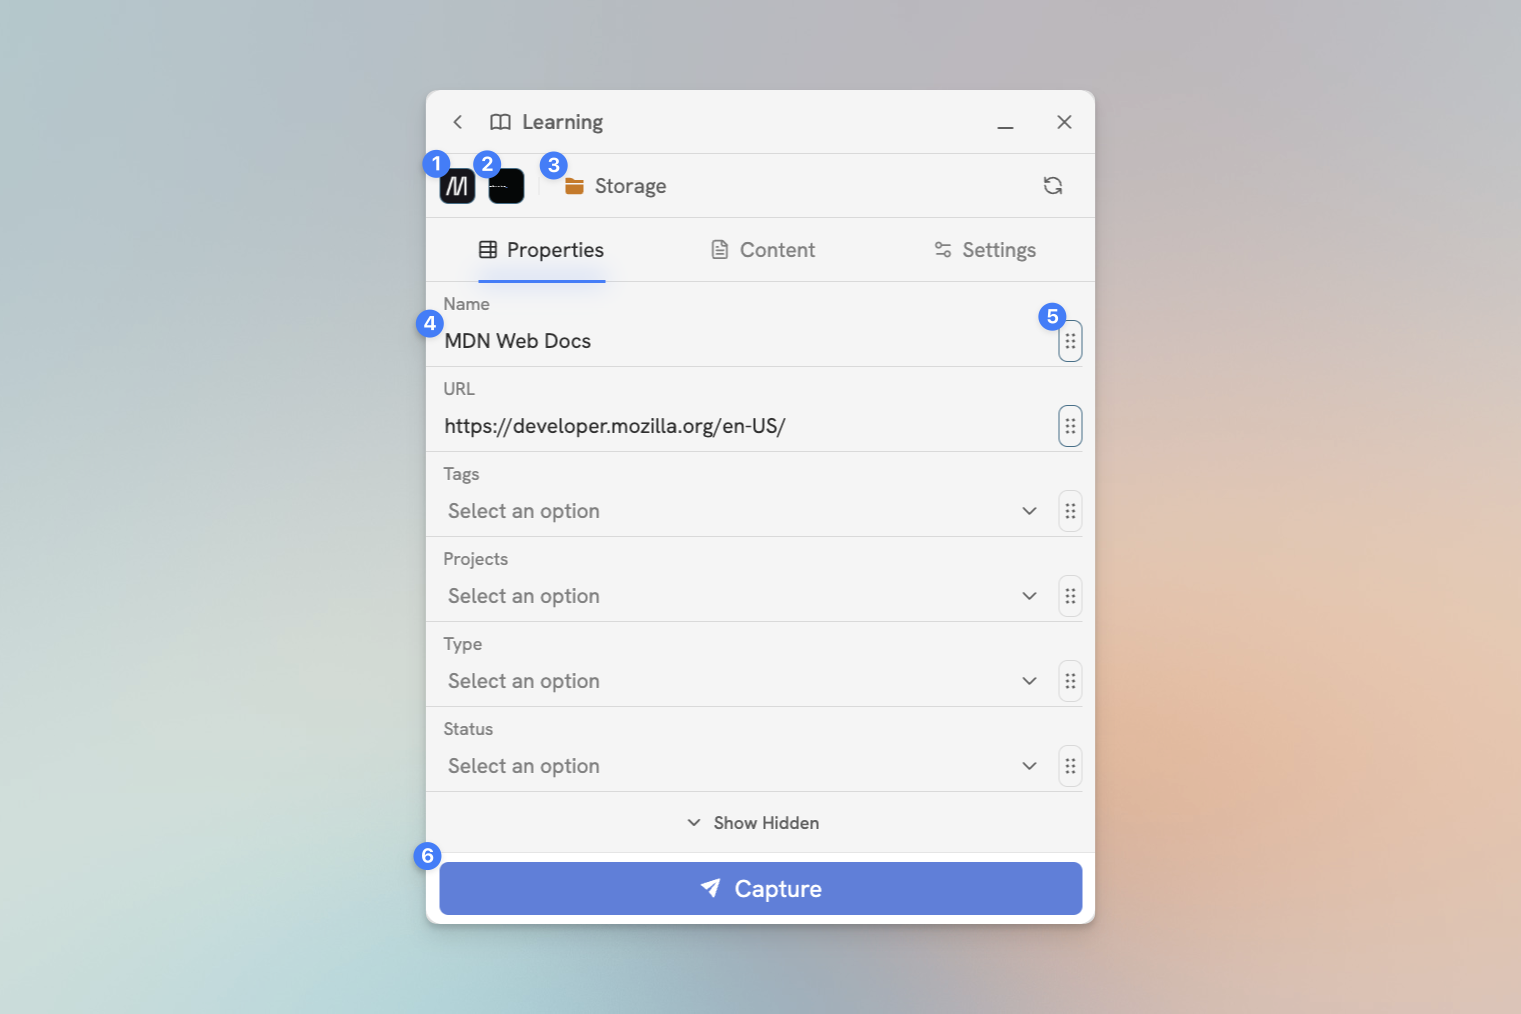 Learning
1 2 3
Storage
Properties Content Settings
Name
4 5
MDN Web Docs
URL
https://developer.mozilla.org/en-US/
Tags
Select an option
Projects
Select an option
Type
Select an option
Status
Select an option
Show Hidden
6
Capture